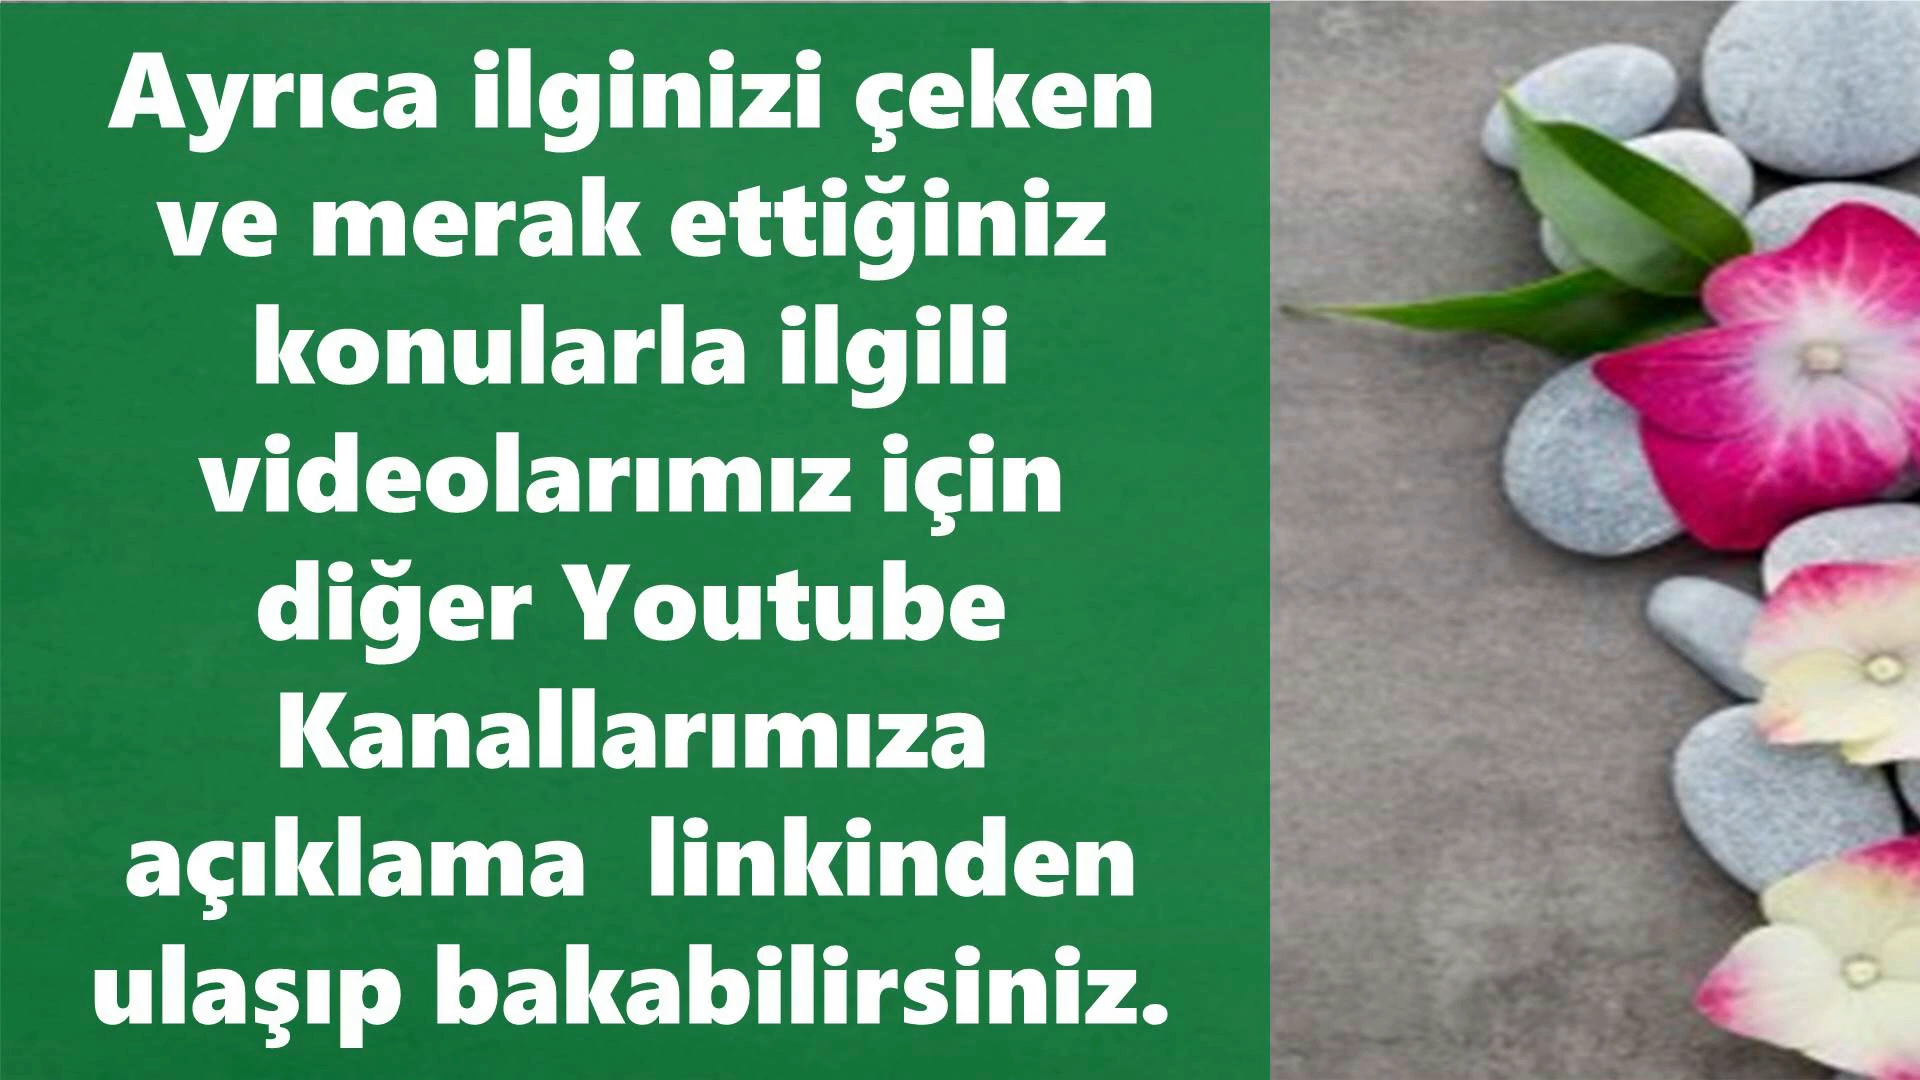 Ayrıca ilginizi çeken
ve merak ettiğiniz
konularla ilgili
videolarımız için
diğer Youtube
Kanallarımıza
açıklama  linkinden
ulaşıp bakabilirsiniz.